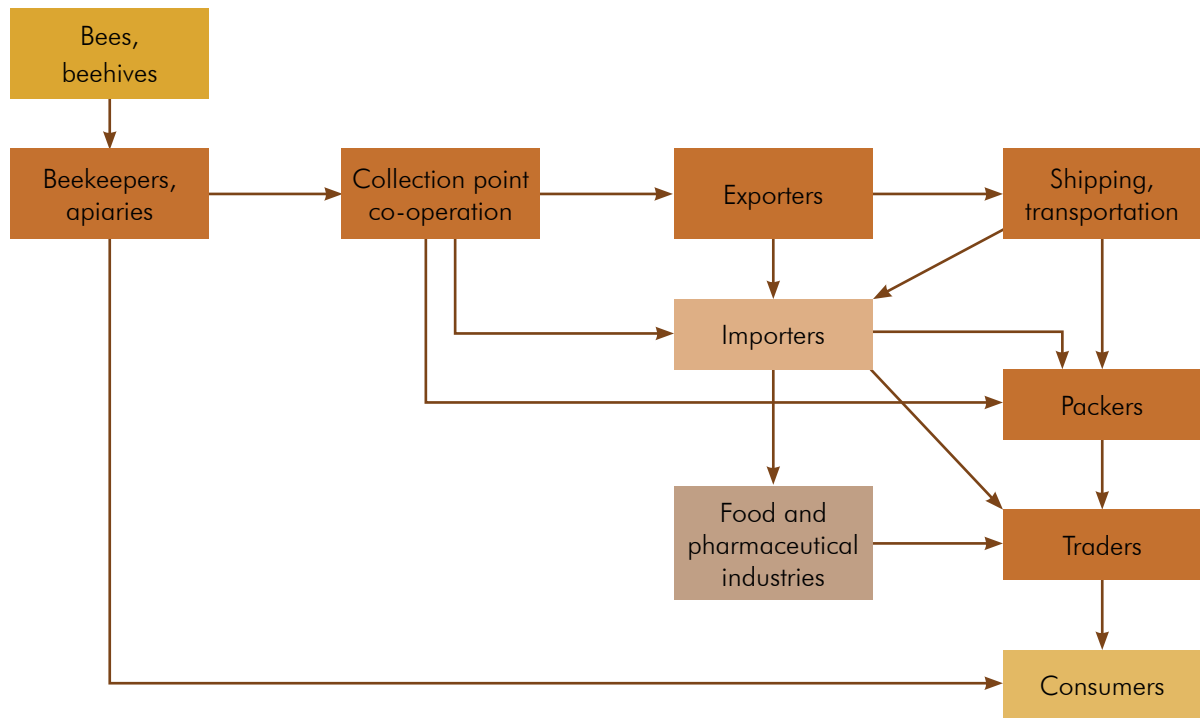 Bees,
beehives
Beekeepers,
apiaries
Collection point
co-operation
Exporters
Shipping,
transportation
Importers
Packers
Food and
pharmaceutical
industries
Traders
Consumers